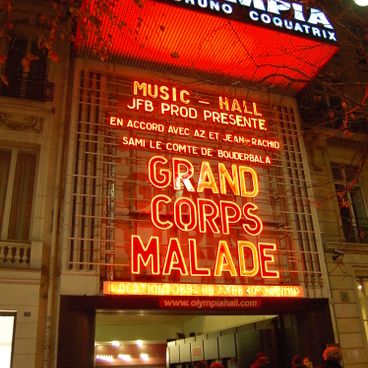 BRUNO COQUATRIX
MUSIC - HALL
JFB PROD PRESENTE
EN ACCORD AVEC AZ ET JEAN-RACHID
SAMI LE COMTE DE BOUDERBALA
GRAND
CORPS
MALADE
www.olympiahall.com